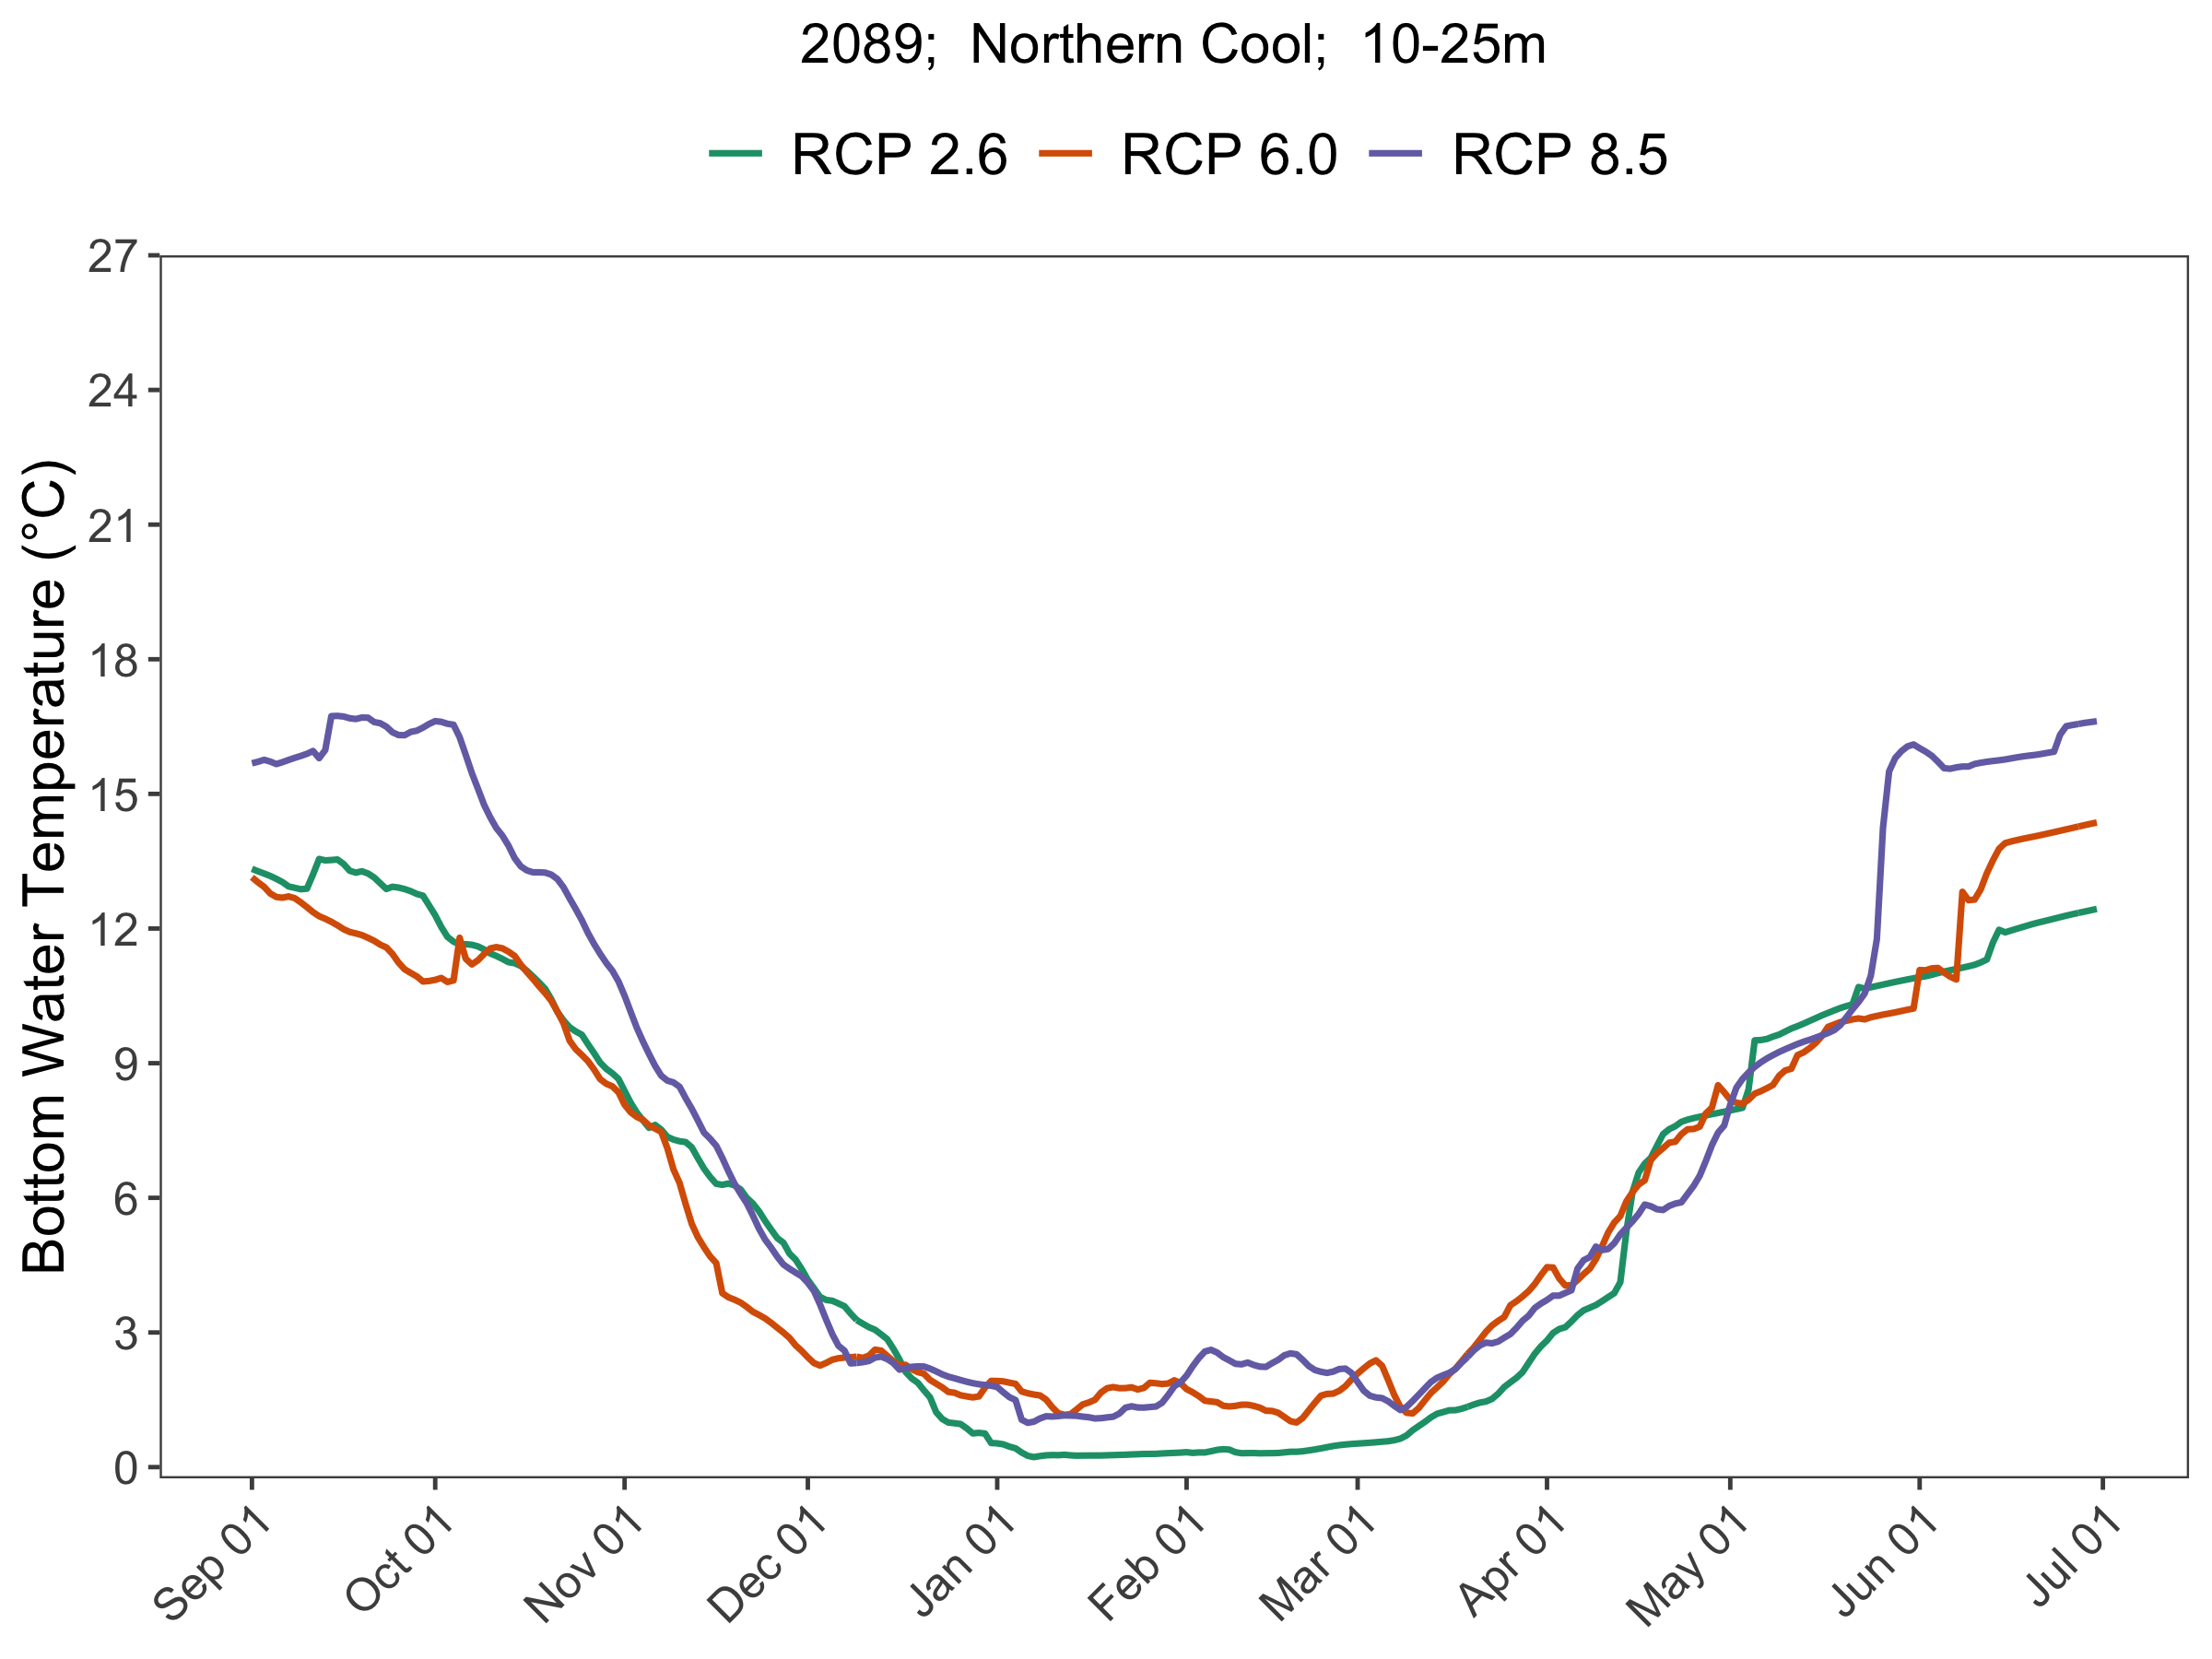 2089;  Northern Cool;  10-25m
RCP 2.6 RCP 6.0 RCP 8.5
Bottom Water Temperature (°C)
27
24
21
18
15
12
9
6
3
0
Sep 01 Oct 01 Nov 01 Dec 01 Jan 01 Feb 01 Mar 01 Apr 01 May 01 Jun 01 Jul 01